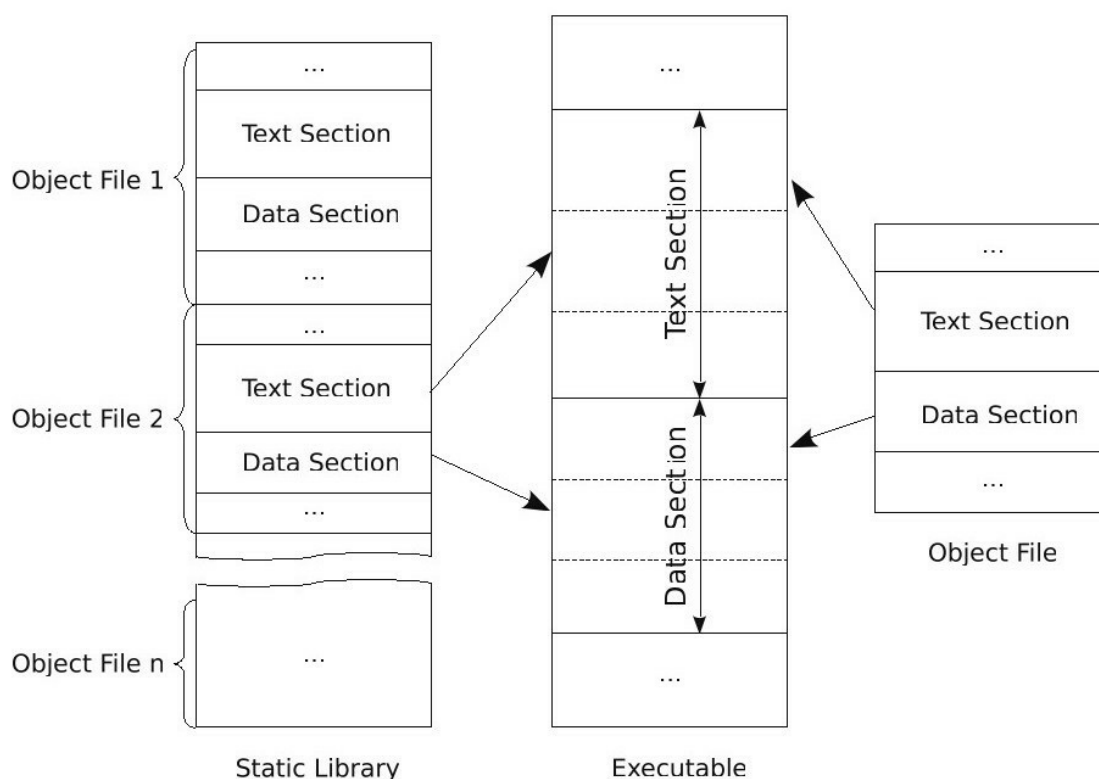 Object File 1
...
Text Section
Data Section
...
Object File 2
...
Text Section
Data Section
...
Object File n
...
Static Library
...
Text Section
Data Section
...
Executable
...
Text Section
Data Section
...
Object File